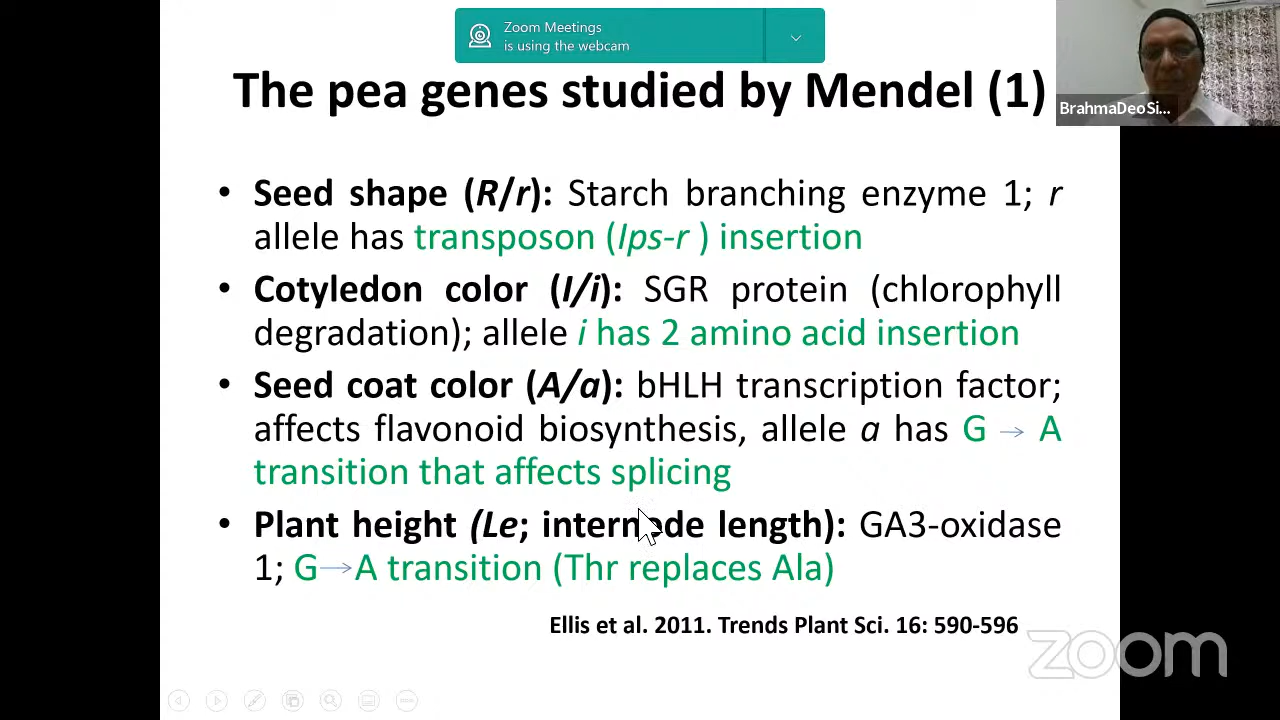 Zoom Meetings
is using the webcam
The pea genes studied by Mendel (1)
BrahmaDeoSi...
• Seed shape (R/r): Starch branching enzyme 1; r
allele has transposon (Ips-r ) insertion
• Cotyledon color (I/i): SGR protein (chlorophyll
degradation); allele i has 2 amino acid insertion
• Seed coat color (A/a): bHLH transcription factor;
affects flavonoid biosynthesis, allele a has G → A
transition that affects splicing
• Plant height (Le; internode length): GA3-oxidase
1; G→A transition (Thr replaces Ala)
Ellis et al. 2011. Trends Plant Sci. 16: 590-596
zoom